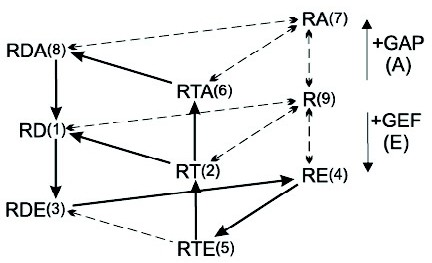 RA(7)
+GAP
(A)
RDA(8)
RTA(6)
R(9)
+GEF
(E)
RD(1)
RT(2)
RE(4)
RDE(3)
RTE(5)